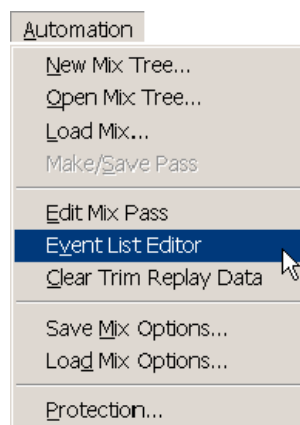 Automation
New Mix Tree...
Open Mix Tree...
Load Mix...
Make/Save Pass
Edit Mix Pass
Event List Editor
Clear Trim Replay Data
Save Mix Options...
Load Mix Options...
Protection...